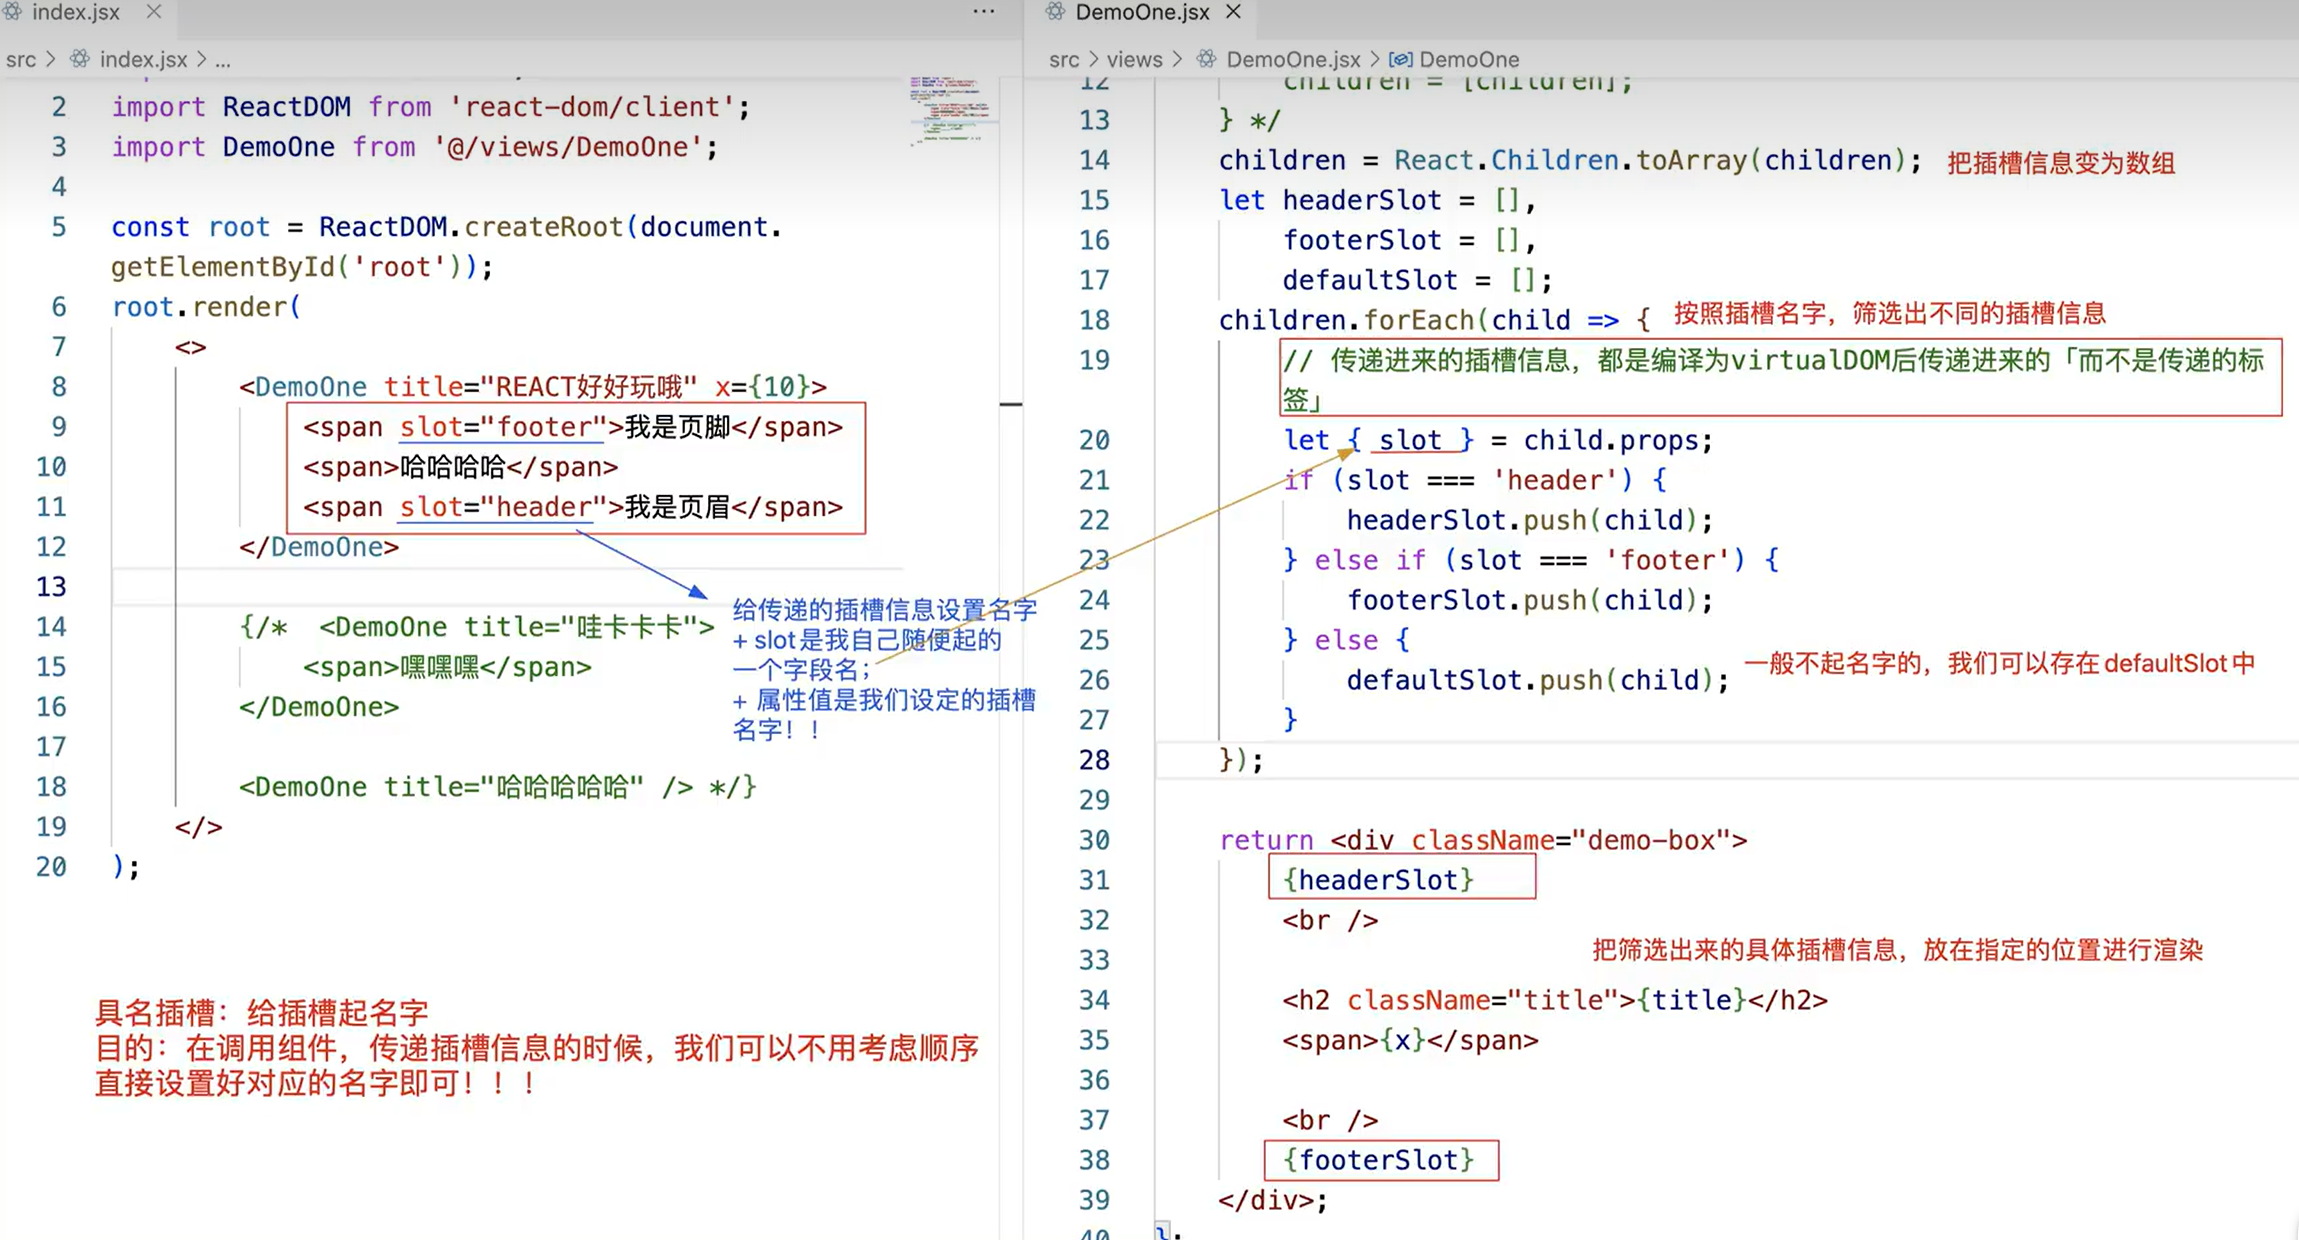 index.jsx
src > index.jsx > ...
2 import ReactDOM from 'react-dom/client';
3 import DemoOne from '@/views/DemoOne';
4
5 const root = ReactDOM.createRoot(document.
getElementById('root'));
6 root.render(
7 <>
8 <DemoOne title="REACT好好玩哦" x={10}>
9 <span slot="footer">我是页脚</span>
10 <span>哈哈哈哈</span>
11 <span slot="header">我是页眉</span>
12 </DemoOne>
13
14 {/* <DemoOne title="哇卡卡卡">
15 <span>嘿嘿嘿</span>
16 </DemoOne>
17
18 <DemoOne title="哈哈哈哈哈" /> */}
19 </>
20 );
给传递的插槽信息设置名字
+ slot是我自己随便起的
一个字段名；
+ 属性值是我们设定的插槽
名字！！
具名插槽：给插槽起名字
目的：在调用组件，传递插槽信息的时候，我们可以不用考虑顺序
直接设置好对应的名字即可！！！
DemoOne.jsx
src > views > DemoOne.jsx > DemoOne
12 children = [children];
13 } */
14 children = React.Children.toArray(children); 把插槽信息变为数组
15 let headerSlot = [],
16 footerSlot = [],
17 defaultSlot = [];
18 children.forEach(child => { 按照插槽名字，筛选出不同的插槽信息
19 // 传递进来的插槽信息，都是编译为virtualDOM后传递进来的「而不是传递的标
签」
20 let { slot } = child.props;
21 if (slot === 'header') {
22 headerSlot.push(child);
23 } else if (slot === 'footer') {
24 footerSlot.push(child);
25 } else {
26 defaultSlot.push(child); 一般不起名字的，我们可以存在defaultSlot中
27 }
28 });
29
30 return <div className="demo-box">
31 {headerSlot}
32 <br />
33 把筛选出来的具体插槽信息，放在指定的位置进行渲染
34 <h2 className="title">{title}</h2>
35 <span>{x}</span>
36
37 <br />
38 {footerSlot}
39 </div>;
40 };